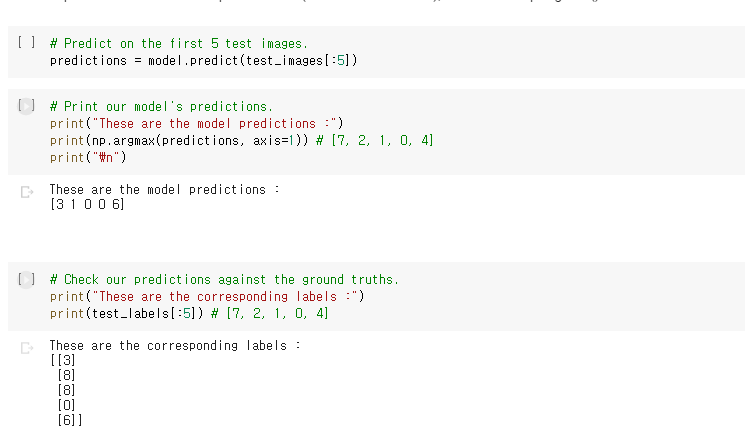 [ ] # Predict on the first 5 test images.
predictions = model.predict(test_images[:5])
[ ] # Print our model's predictions.
print("These are the model predictions :")
print(np.argmax(predictions, axis=1)) # [7, 2, 1, 0, 4]
print("₩n")
These are the model predictions :
[3 1 0 0 6]
[ ] # Check our predictions against the ground truths.
print("These are the corresponding labels :")
print(test_labels[:5]) # [7, 2, 1, 0, 4]
These are the corresponding labels :
[[3]
[8]
[8]
[0]
[6]]